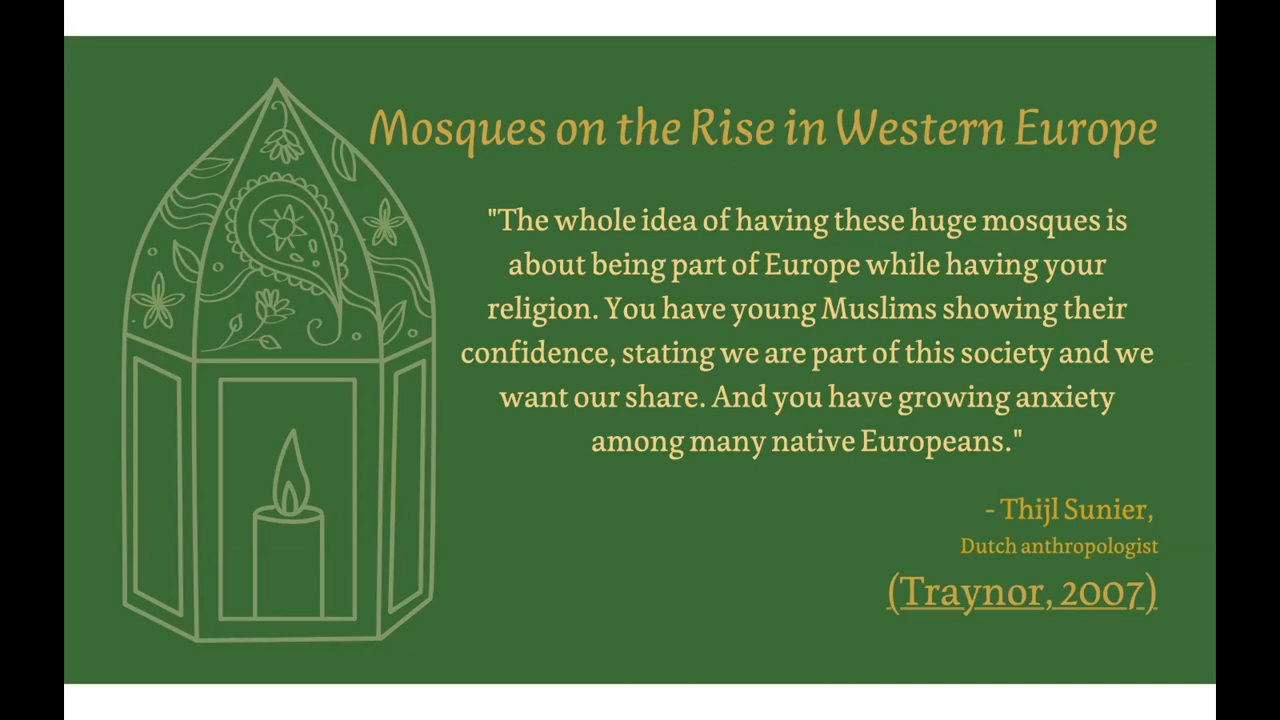 Mosques on the Rise in Western Europe
"The whole idea of having these huge mosques is
about being part of Europe while having your
religion. You have young Muslims showing their
confidence, stating we are part of this society and we
want our share. And you have growing anxiety
among many native Europeans."
- Thijl Sunier,
Dutch anthropologist
(Traynor, 2007)